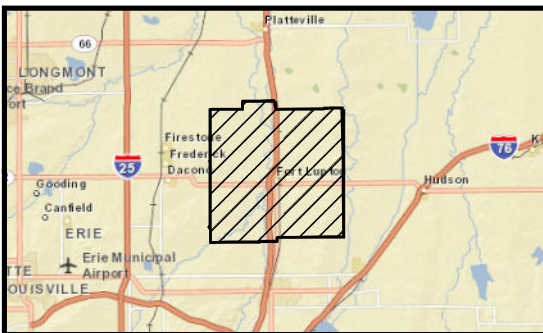 Platteville
66
LONGMONT
ce Brand
ort
Firestone
Frederick
Dacono
25
Fort Lupton
76
K
Hudson
Gooding
Canfield
ERIE
Erie Municipal
Airport
TTE
OUISVILLE